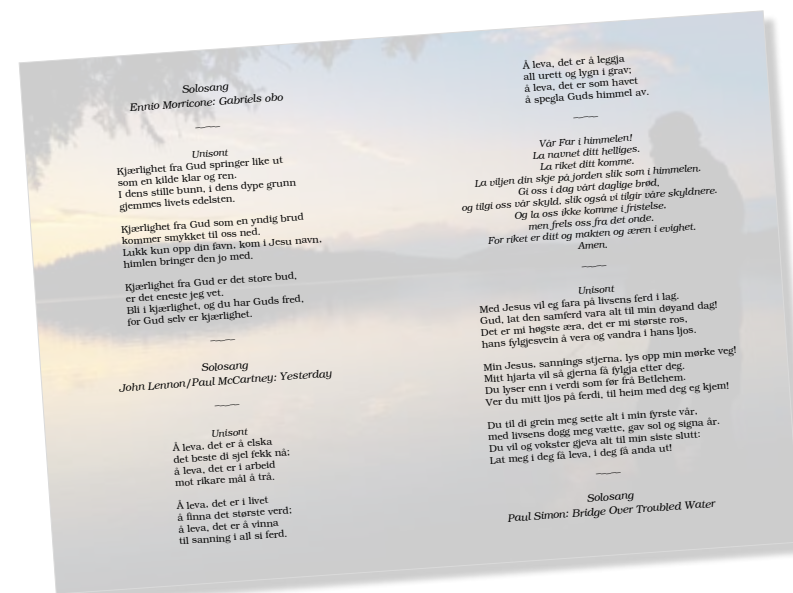 Solosang
Ennio Morricone: Gabriels obo
Unisont
Kjærlighet fra Gud springer like ut
som en kilde klar og ren.
I dens stille bunn, i dens dype grunn
gjemmes livets edelsten.
Kjærlighet fra Gud som en yndig brud
kommer smykket til oss ned.
Lukk kun opp din favn, kom i Jesu navn,
himlen bringer den jo med.
Kjærlighet fra Gud er det store bud,
er det eneste jeg vet.
Bli i kjærlighet, og du har Guds fred,
for Gud selv er kjærlighet.
Solosang
John Lennon/Paul McCartney: Yesterday
Unisont
Å leva, det er å elska
det beste di sjel fekk nå;
å leva, det er i arbeid
mot rikare mål å trå.
Å leva, det er i livet
å finna det største verd;
å leva, det er å vinna
til sanning i all si ferd.
Å leva, det er å leggja
all urett og lygn i grav;
å leva, det er som havet
å spegla Guds himmel av.
Vår Far i himmelen!
La navnet ditt helliges.
La riket ditt komme.
La viljen din skje på jorden slik som i himmelen.
Gi oss i dag vårt daglige brød,
og tilgi oss vår skyld, slik også vi tilgir våre skyldnere.
Og la oss ikke komme i fristelse.
men frels oss fra det onde.
For riket er ditt og makten og æren i evighet.
Amen.
Unisont
Med Jesus vil eg fara på livsens ferd i lag.
Gud, lat den samferd vara alt til min døyand dag!
Det er mi høgste æra, det er mi største ros,
hans fylgjesvein å vera og vandra i hans ljos.
Min Jesus, sannings stjerna, lys opp min mørke veg!
Mitt hjarta vil så gjerna få fylgja etter deg.
Du lyser enn i verdi som før frå Betlehem.
Ver du mitt ljos på ferdi, til heim med deg eg kjem!
Du til di grein meg sette alt i min fyrste vår,
med livsens dogg meg vætte, gav sol og signa år.
Du vil og vokster gjeva alt til min siste slutt:
Lat meg i deg få leva, i deg få anda ut!
Solosang
Paul Simon: Bridge Over Troubled Water